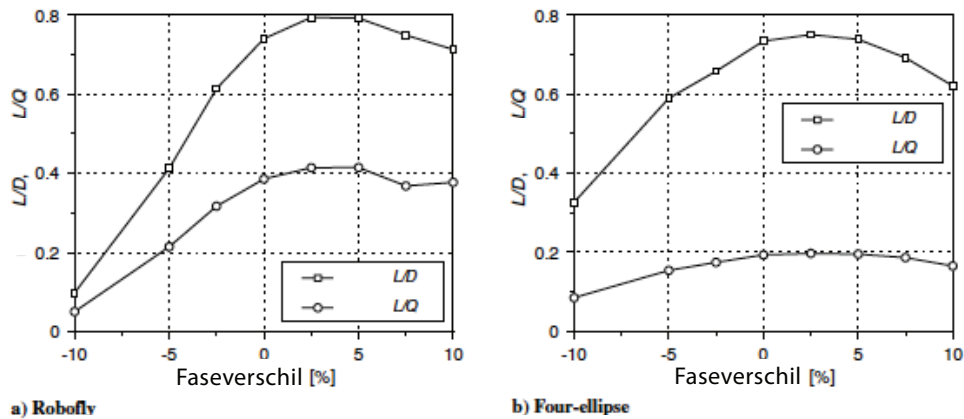 0.8
0.6
0.4
0.2
0
L/D, L/Q
L/D
L/Q
-10 -5 0 5 10
Faseverschil [%]
a) Robofly
0.8
0.6
0.4
0.2
0
L/D, L/Q
L/D
L/Q
-10 -5 0 5 10
Faseverschil [%]
b) Four-ellipse